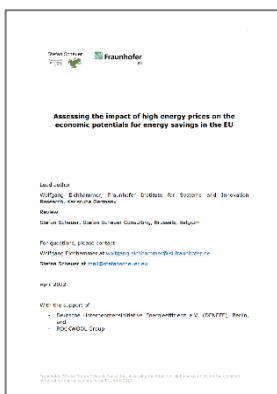 Stefan Scheuer
Fraunhofer
ISI
Assessing the impact of high energy prices on the
economic potentials for energy savings in the EU
Lead author
Wolfgang Eichhammer, Fraunhofer Institute for Systems and Innovation
Research, Karlsruhe Germany
Review
Stefan Scheuer, Stefan Scheuer Consulting, Brussels, Belgium
For questions, please contact
Wolfgang Eichhammer at wolfgang.eichhammer@isi.fraunhofer.de
Stefan Scheuer at mail@stefanscheuer.eu
April 2022
With the support of
- Deutsche Unternehmensinitiative Energieeffizienz e.V. (DENEFF), Berlin,
and
- ROCKWOOL Group